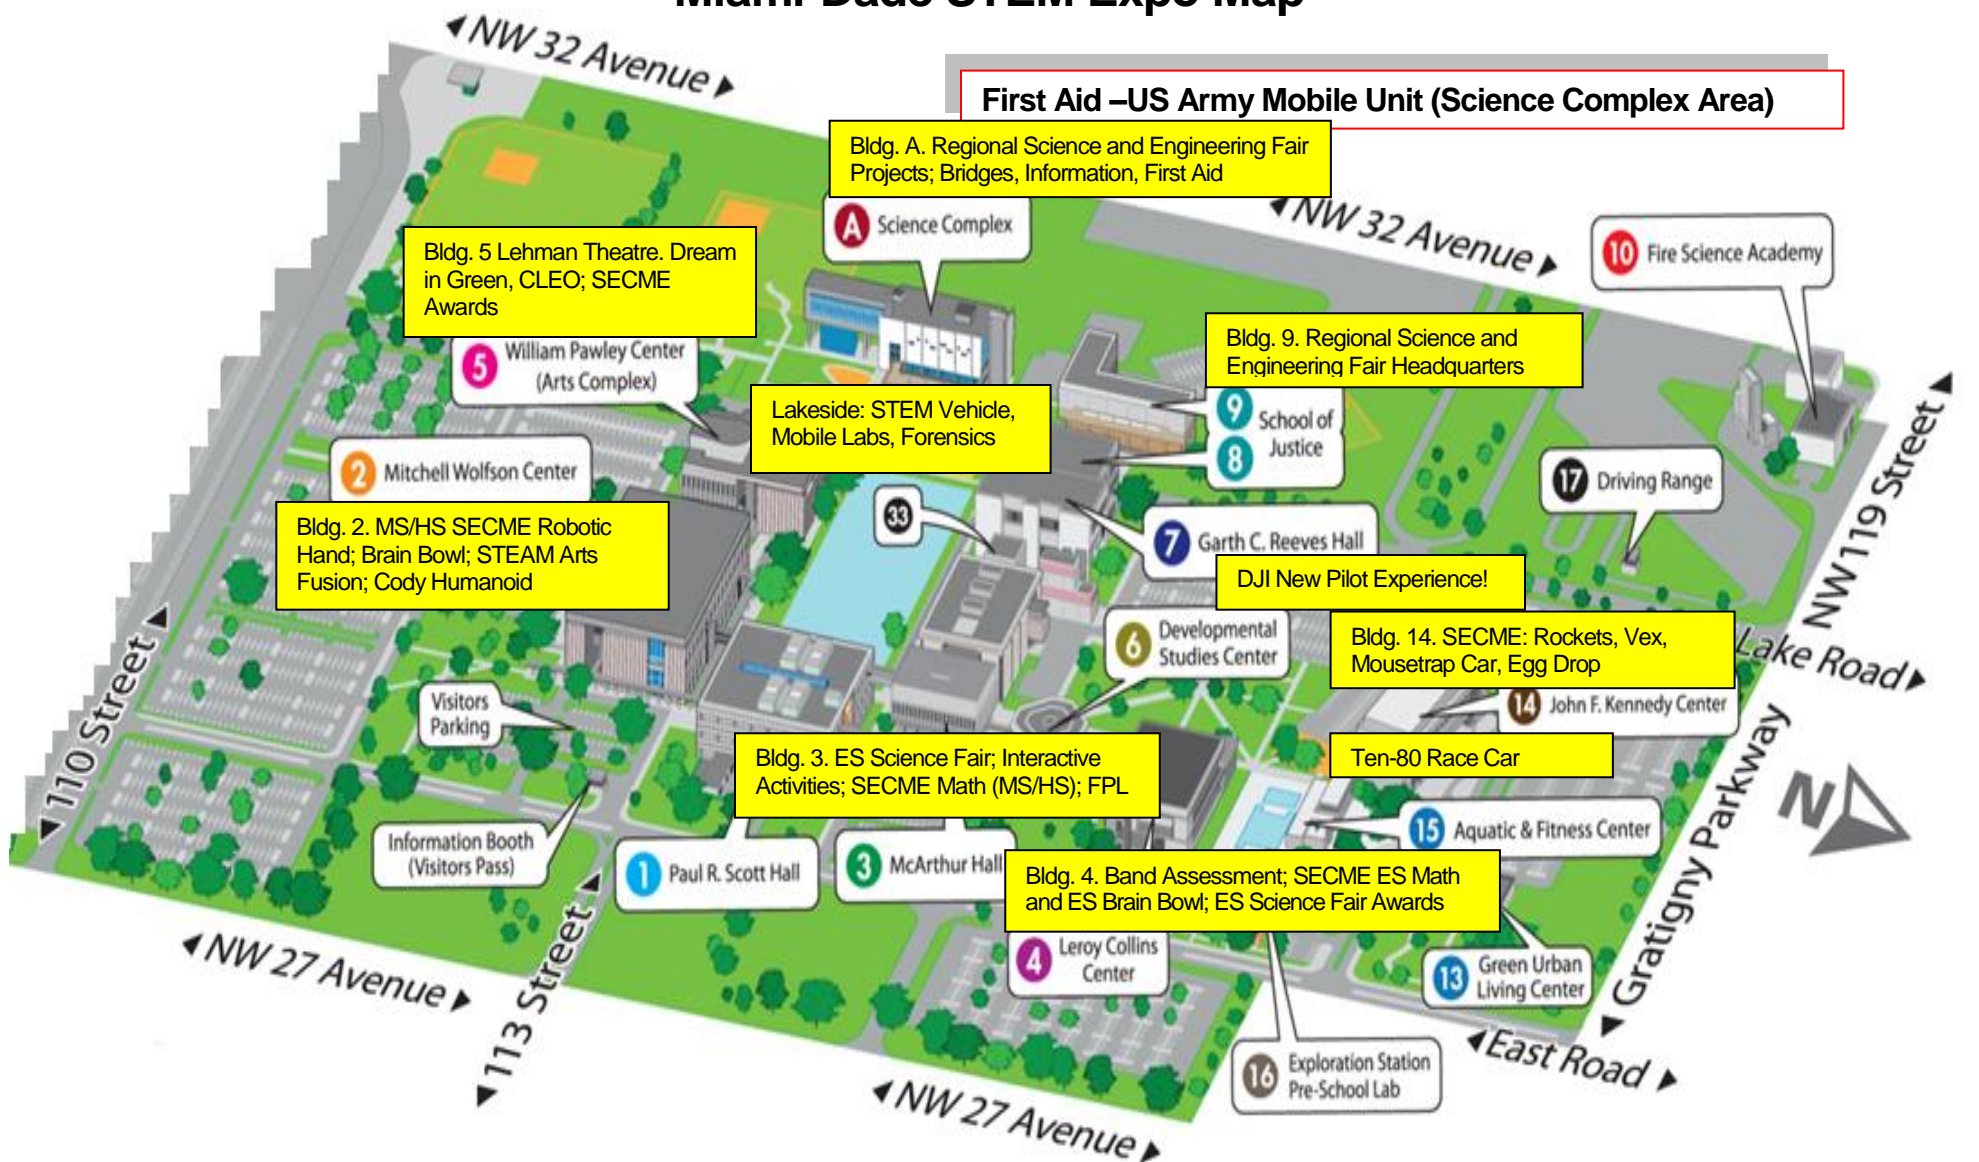 Miami-Dade STEM Expo Map
NW 32 Avenue
First Aid –US Army Mobile Unit (Science Complex Area)
Bldg. A. Regional Science and Engineering Fair
Projects; Bridges, Information, First Aid
A Science Complex
NW 32 Avenue
10 Fire Science Academy
Bldg. 5 Lehman Theatre. Dream
in Green, CLEO; SECME
Awards
5 William Pawley Center
(Arts Complex)
Bldg. 9. Regional Science and
Engineering Fair Headquarters
9
8
School of
Justice
Lakeside: STEM Vehicle,
Mobile Labs, Forensics
2 Mitchell Wolfson Center
Bldg. 2. MS/HS SECME Robotic
Hand; Brain Bowl; STEAM Arts
Fusion; Cody Humanoid
33
17 Driving Range
NW 119 Street
7 Garth C. Reeves Hall
DJI New Pilot Experience!
6 Developmental
Studies Center
Bldg. 14. SECME: Rockets, Vex,
Mousetrap Car, Egg Drop
Lake Road
14 John F. Kennedy Center
110 Street
Visitors
Parking
Bldg. 3. ES Science Fair; Interactive
Activities; SECME Math (MS/HS); FPL
Ten-80 Race Car
N
Gratigny Parkway
Information Booth
(Visitors Pass)
1 Paul R. Scott Hall
3 McArthur Hall
15 Aquatic & Fitness Center
Bldg. 4. Band Assessment; SECME ES Math
and ES Brain Bowl; ES Science Fair Awards
4 Leroy Collins
Center
13 Green Urban
Living Center
NW 27 Avenue
113 Street
16 Exploration Station
Pre-School Lab
East Road
NW 27 Avenue